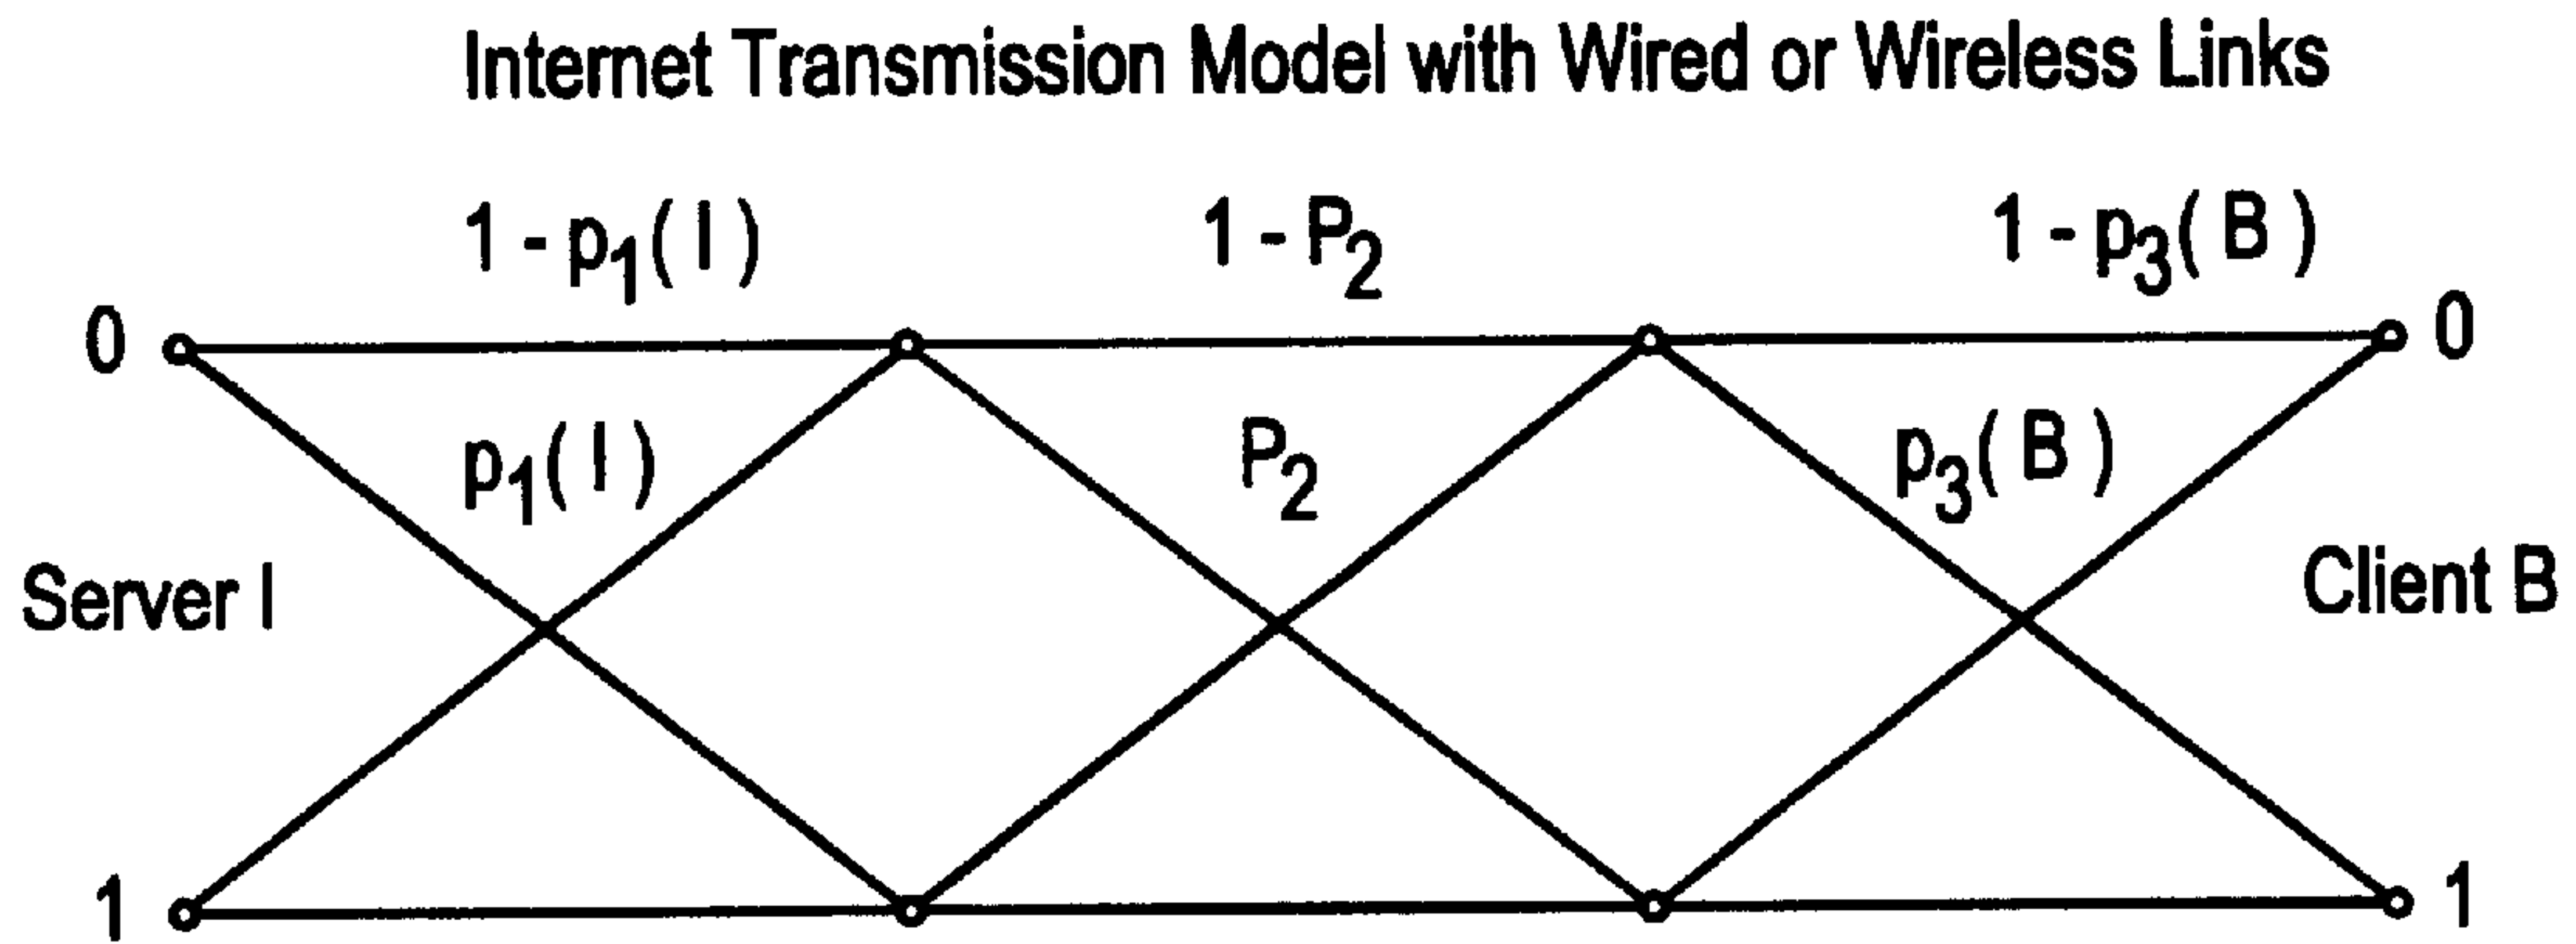 Internet Transmission Model with Wired or Wireless Links
1 - p₁( I )
1 - P₂
1 - p₃( B )
0
0
p₁( I )
P₂
p₃( B )
Server I
Client B
1
1